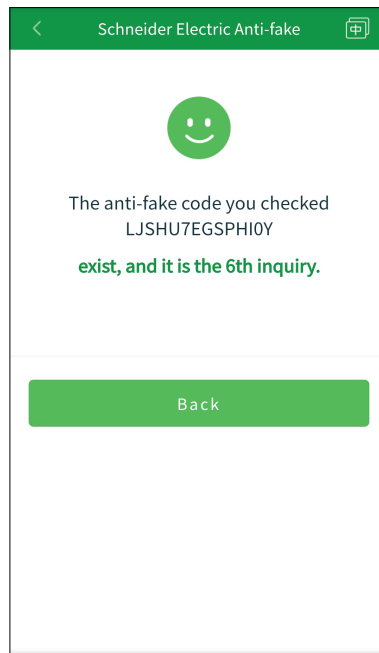 Schneider Electric Anti-fake
中
The anti-fake code you checked
LJSHU7EGSPHI0Y
exist, and it is the 6th inquiry.
Back